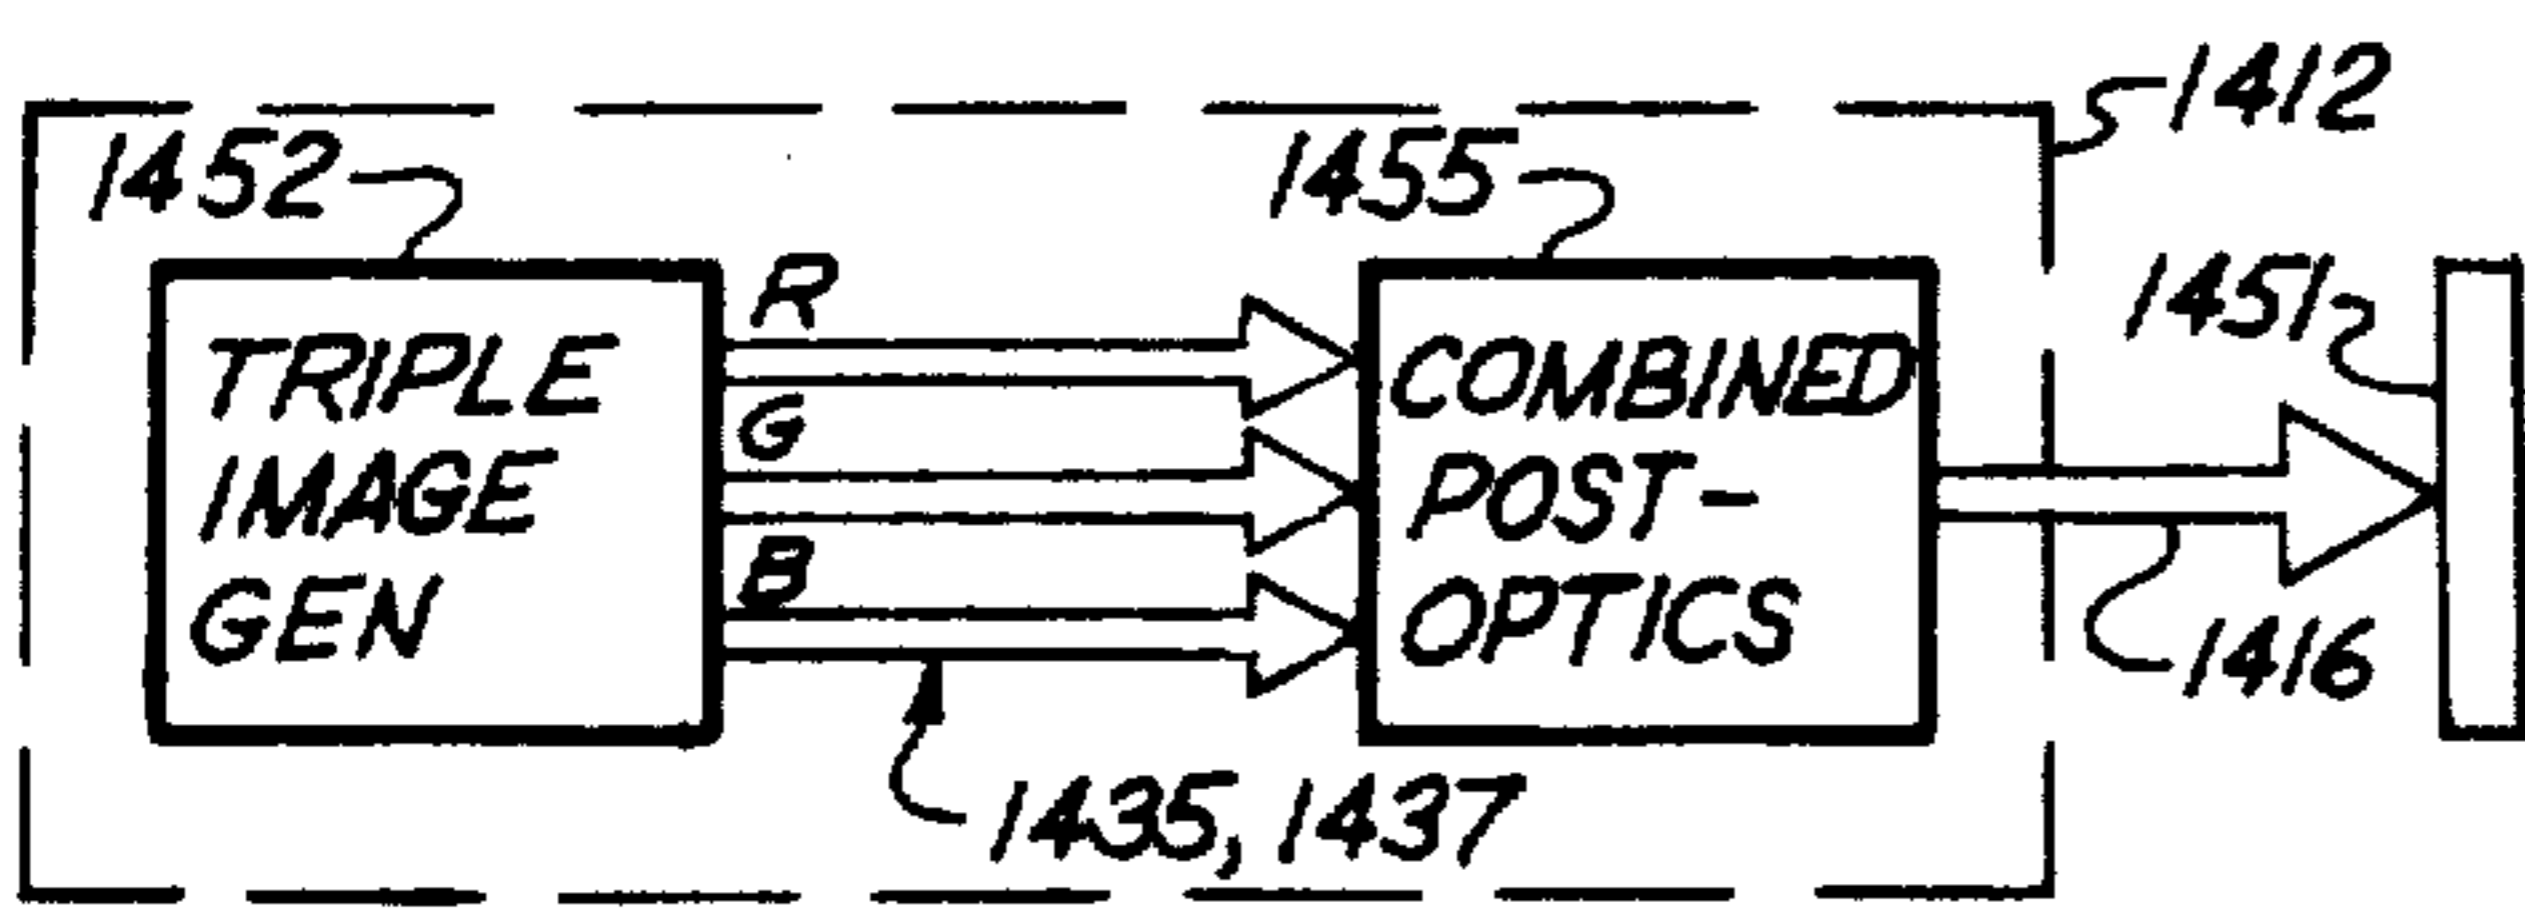 1412
1452
1455
1451
R
TRIPLE
IMAGE
GEN
G
B
COMBINED
POST-
OPTICS
1416
1435, 1437